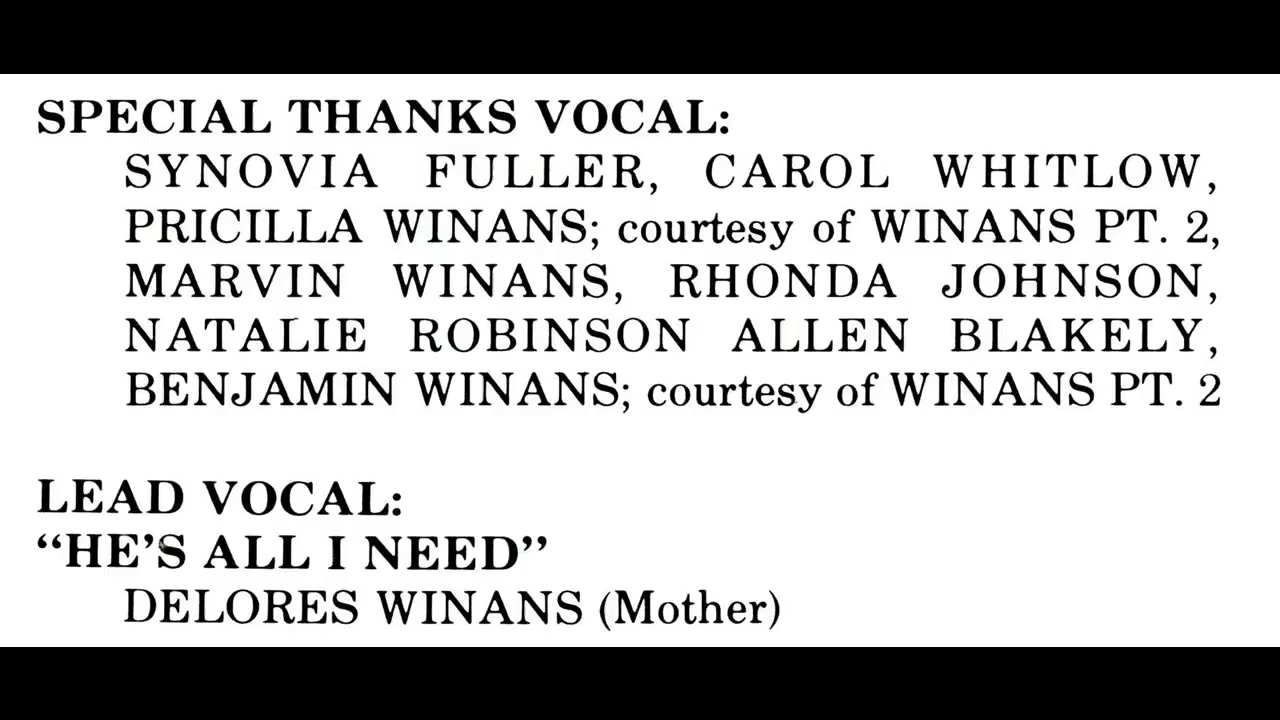 SPECIAL THANKS VOCAL:
SYNOVIA FULLER, CAROL WHITLOW,
PRICILLA WINANS; courtesy of WINANS PT. 2,
MARVIN WINANS, RHONDA JOHNSON,
NATALIE ROBINSON ALLEN BLAKELY,
BENJAMIN WINANS; courtesy of WINANS PT. 2
LEAD VOCAL:
“HE’S ALL I NEED”
DELORES WINANS (Mother)